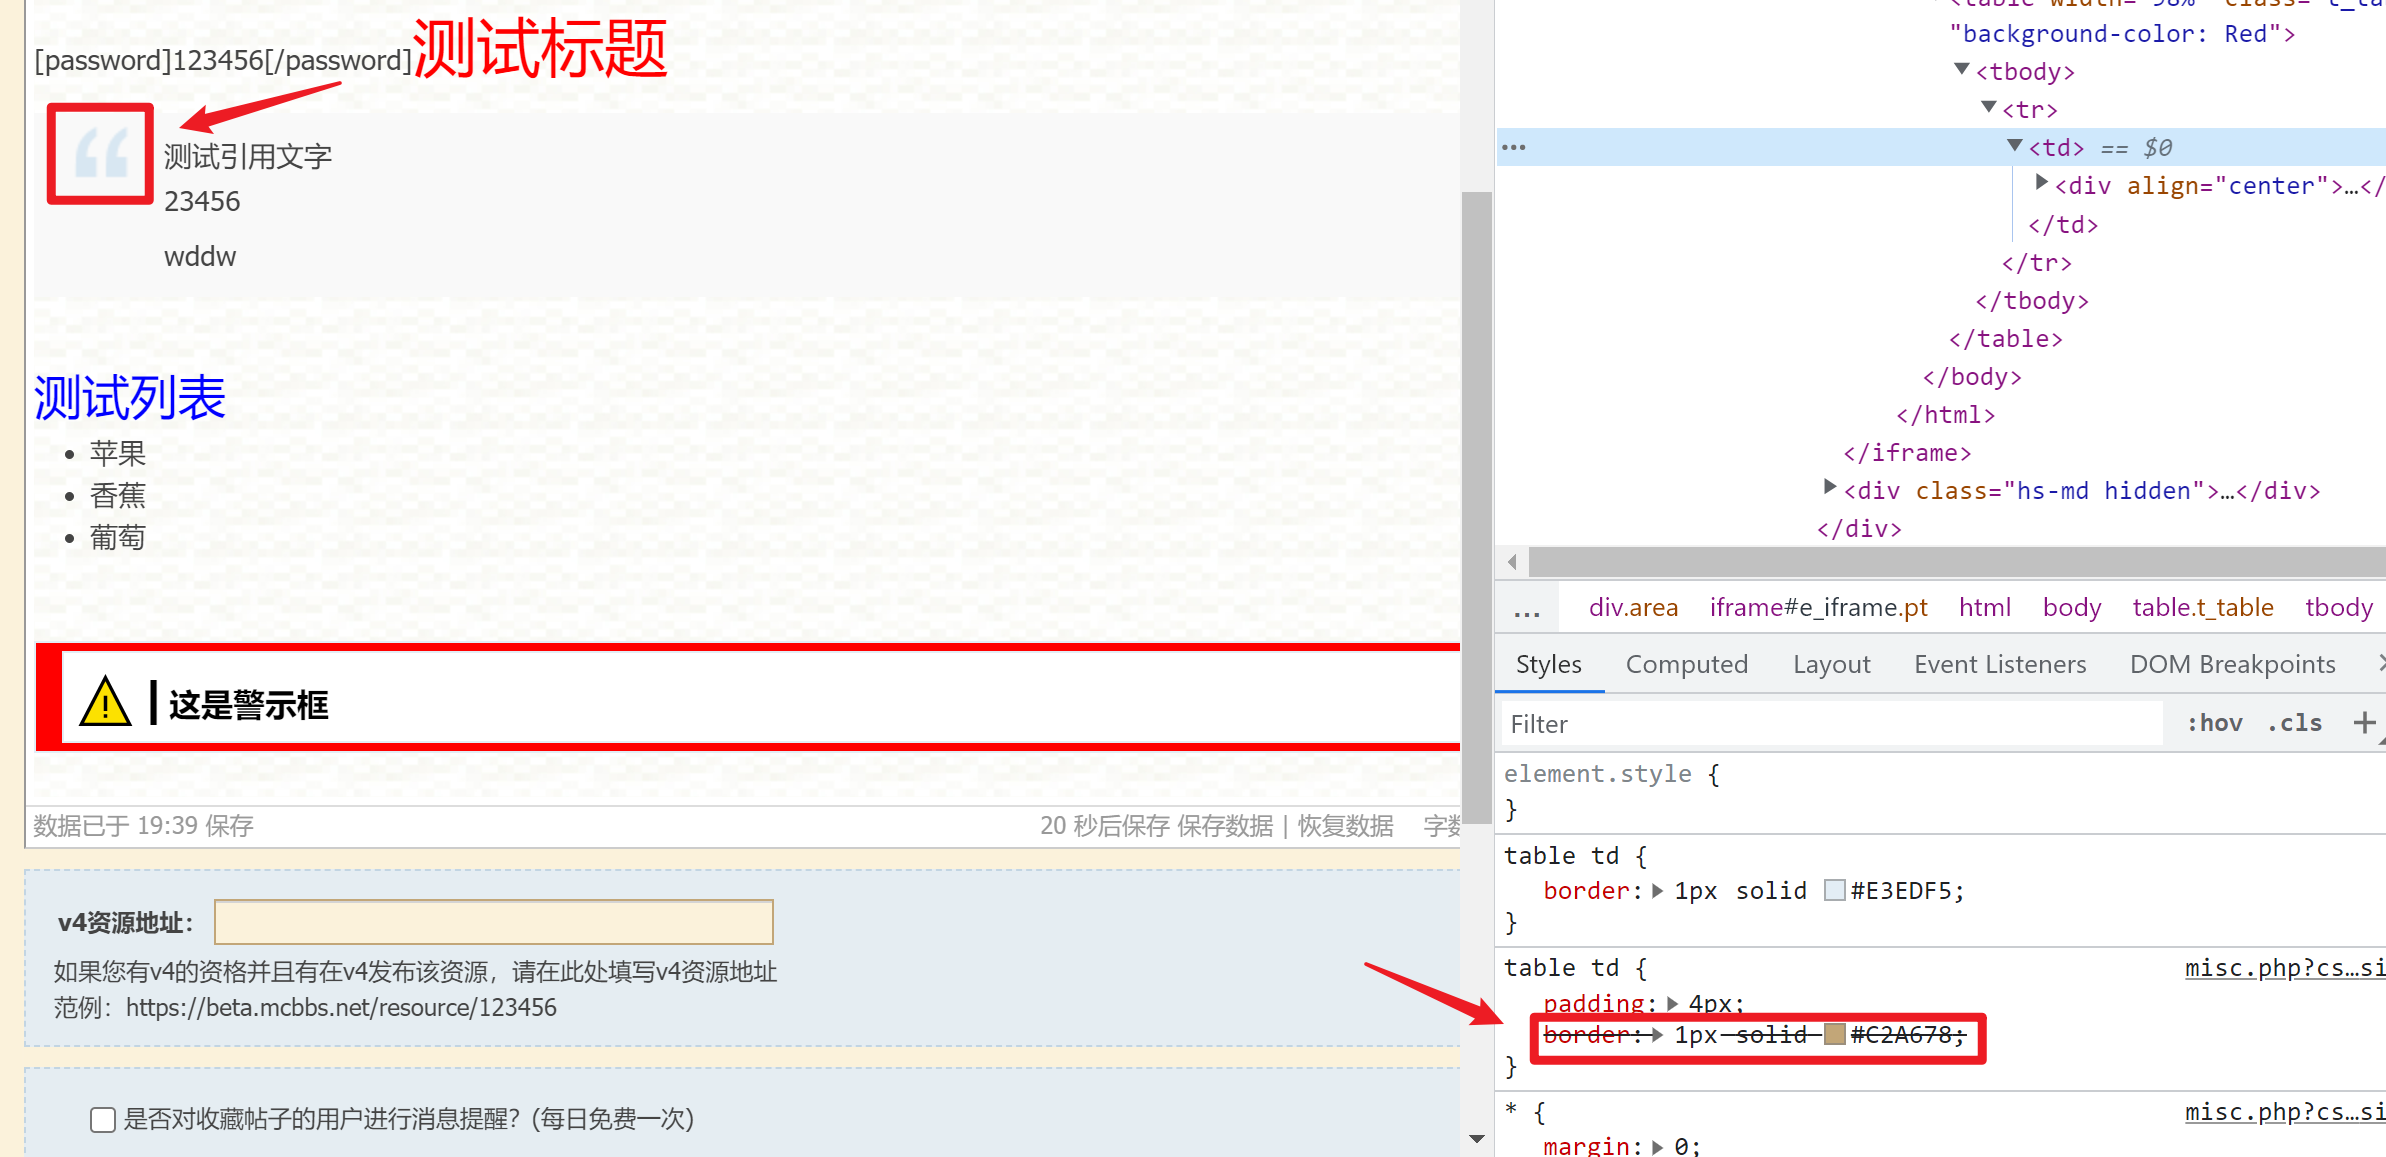 [password]123456[/password]测试标题
测试引用文字
23456
wddw
测试列表
苹果
香蕉
葡萄
这是警示框
数据已于 19:39 保存
20 秒后保存 保存数据 | 恢复数据 字数
v4资源地址：
如果您有v4的资格并且有在v4发布该资源，请在此处填写v4资源地址
范例：https://beta.mcbbs.net/resource/123456
是否对收藏帖子的用户进行消息提醒？(每日免费一次)
"background-color: Red">
<tbody>
<tr>
… <td> == $0
<div align="center">…</
</td>
</tr>
</tbody>
</table>
</body>
</html>
</iframe>
<div class="hs-md hidden">…</div>
</div>
… div.area iframe#e_iframe.pt html body table.t_table tbody
Styles Computed Layout Event Listeners DOM Breakpoints
Filter :hov .cls +
element.style {
}
table td {
border: 1px solid #E3EDF5;
}
table td { misc.php?cs…si
padding: 4px;
border: 1px solid #C2A678;
}
* { misc.php?cs…si
margin: 0;